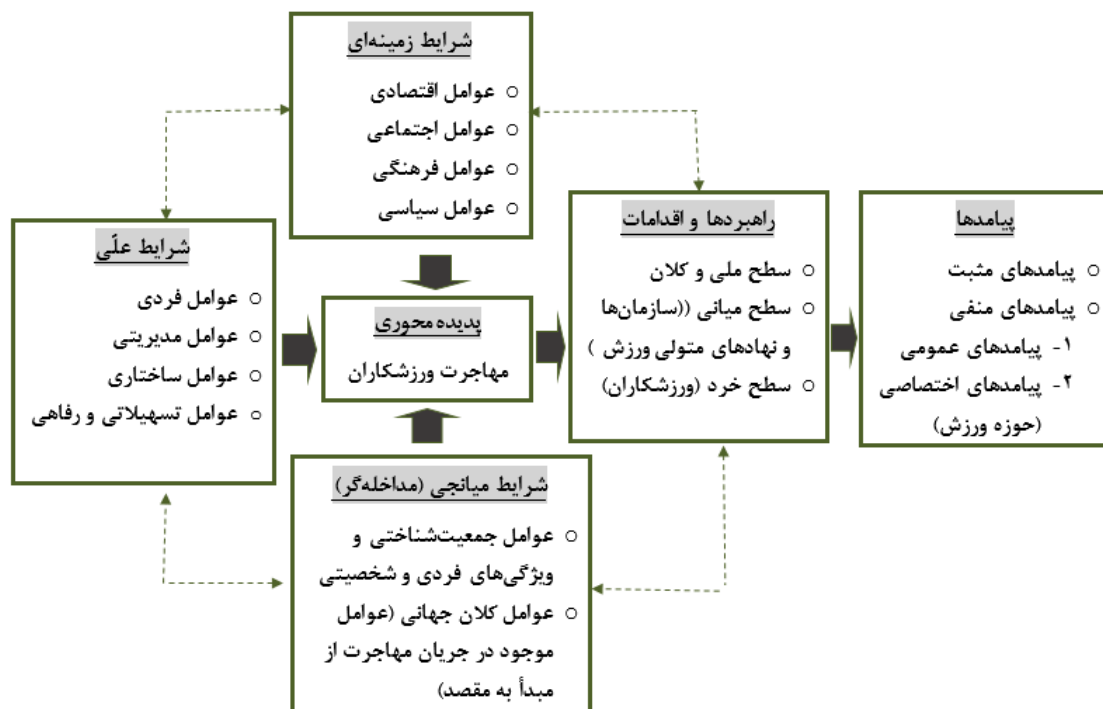 شرایط زمینه‌ای
○ عوامل اقتصادی
○ عوامل اجتماعی
○ عوامل فرهنگی
○ عوامل سیاسی
شرایط علّی
○ عوامل فردی
○ عوامل مدیریتی
○ عوامل ساختاری
○ عوامل تسهیلاتی و رفاهی
پدیده محوری
مهاجرت ورزشکاران
شرایط میانجی (مداخله‌گر)
○ عوامل جمعیت‌شناختی و
ویژگی‌های فردی و شخصیتی
○ عوامل کلان جهانی (عوامل
موجود در جریان مهاجرت از
مبدأ به مقصد)
راهبردها و اقدامات
○ سطح ملی و کلان
○ سطح میانی ((سازمان‌ها
و نهادهای متولی ورزش )
○ سطح خرد (ورزشکاران)
پیامدها
○ پیامدهای مثبت
○ پیامدهای منفی
۱- پیامدهای عمومی
۲- پیامدهای اختصاصی
(حوزه ورزش)